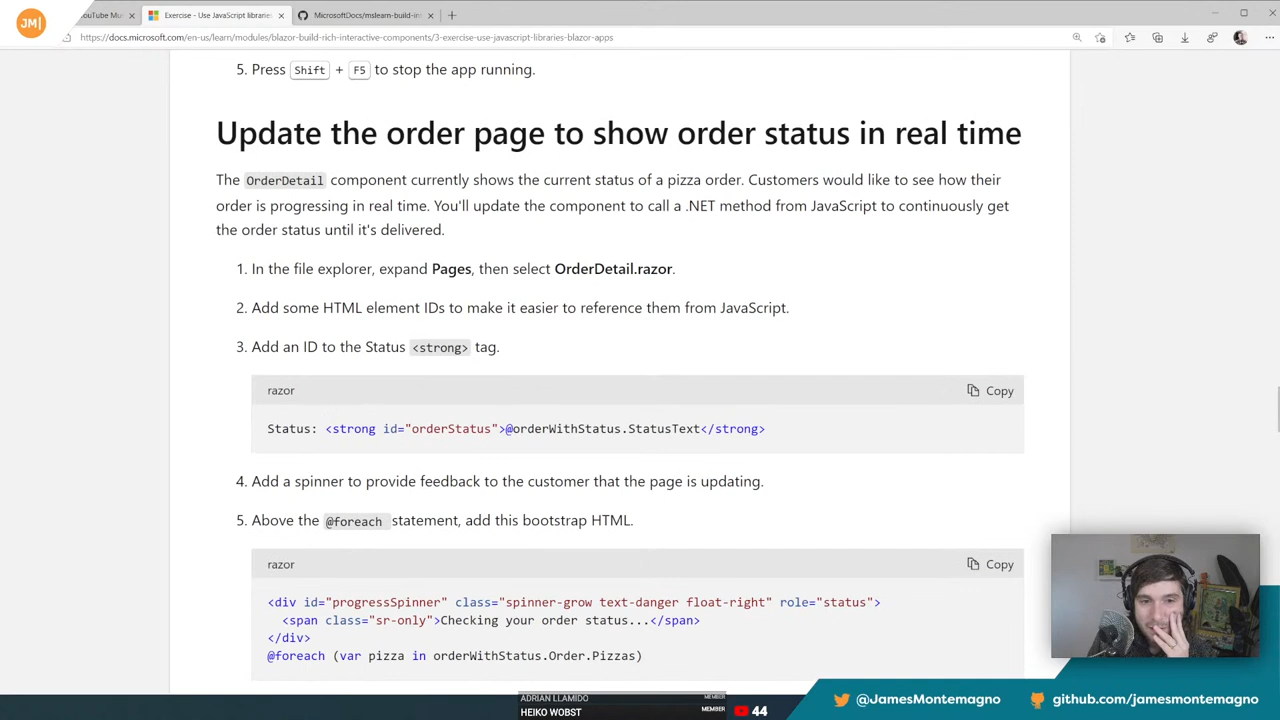 JM|
YouTube Mu
Exercise - Use JavaScript libraries
MicrosoftDocs/mslearn-build-in
https://docs.microsoft.com/en-us/learn/modules/blazor-build-rich-interactive-components/3-exercise-use-javascript-libraries-blazor-apps
5. Press Shift + F5 to stop the app running.
Update the order page to show order status in real time
The OrderDetail component currently shows the current status of a pizza order. Customers would like to see how their
order is progressing in real time. You'll update the component to call a .NET method from JavaScript to continuously get
the order status until it's delivered.
1. In the file explorer, expand Pages, then select OrderDetail.razor.
2. Add some HTML element IDs to make it easier to reference them from JavaScript.
3. Add an ID to the Status <strong> tag.
razor
Copy
Status: <strong id="orderStatus">@orderWithStatus.StatusText</strong>
4. Add a spinner to provide feedback to the customer that the page is updating.
5. Above the @foreach statement, add this bootstrap HTML.
razor
Copy
<div id="progressSpinner" class="spinner-grow text-danger float-right" role="status">
<span class="sr-only">Checking your order status...</span>
</div>
@foreach (var pizza in orderWithStatus.Order.Pizzas)
ADRIAN LLAMIDO MEMBER
HEIKO WOBST MEMBER
44
@JamesMontemagno
github.com/jamesmontemagno